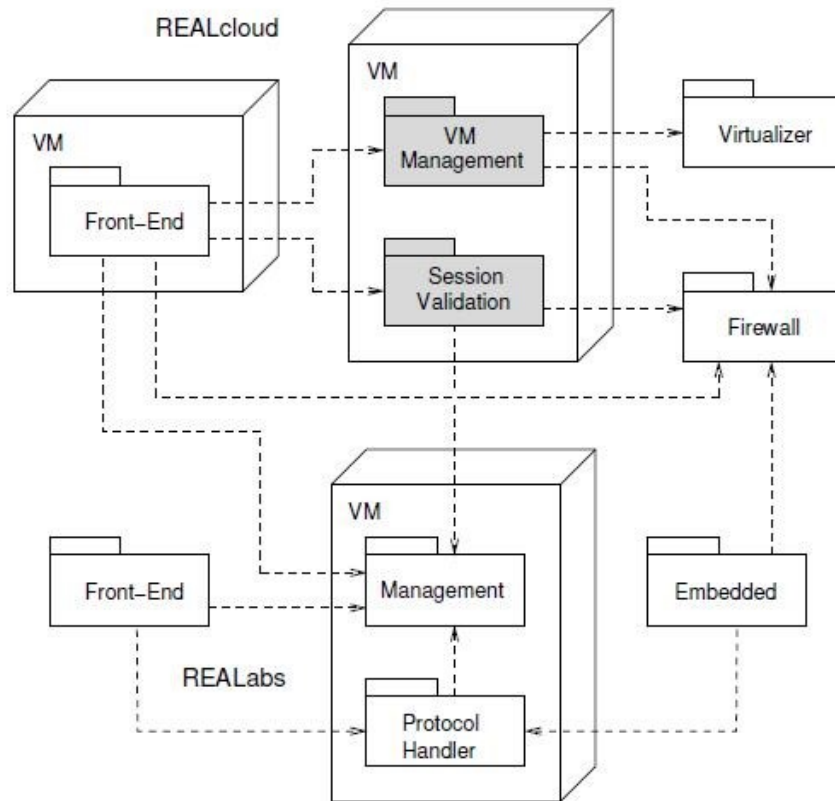 REALcloud
VM
VM
VM
Management
Virtualizer
Front–End
Session
Validation
Firewall
VM
Front–End
Management
Embedded
REALabs
Protocol
Handler